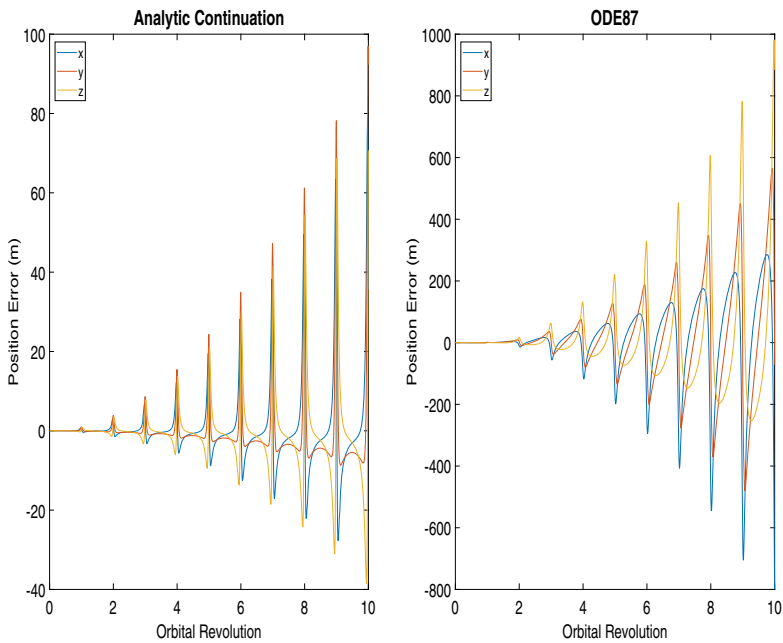 Analytic Continuation
100
80
60
40
20
0
-20
-40
Position Error (m)
x
y
z
0 2 4 6 8 10
Orbital Revolution
ODE87
1000
800
600
400
200
0
-200
-400
-600
-800
Position Error (m)
x
y
z
0 2 4 6 8 10
Orbital Revolution